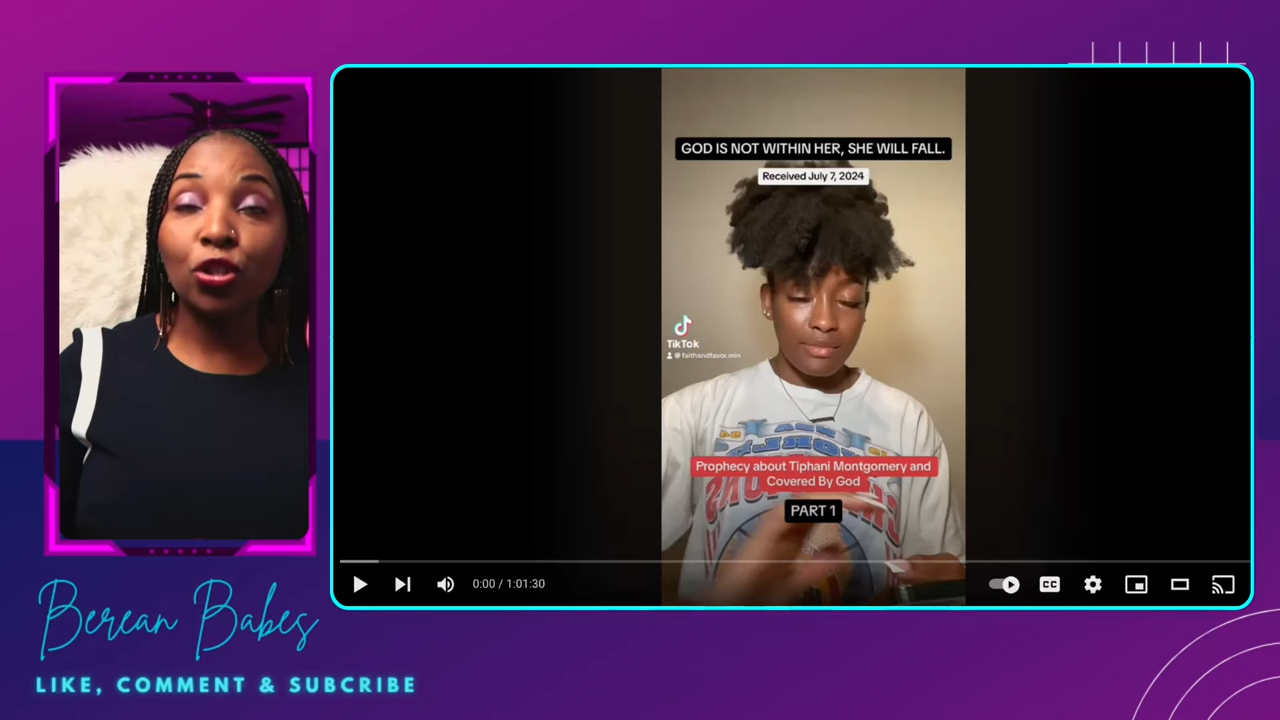 GOD IS NOT WITHIN HER, SHE WILL FALL.
Received July 7, 2024
TikTok
@faithandfavor.min
Prophecy about Tiphani Montgomery and
Covered By God
PART 1
0:00 / 1:01:30
CC
Berean Babes
LIKE, COMMENT & SUBCRIBE